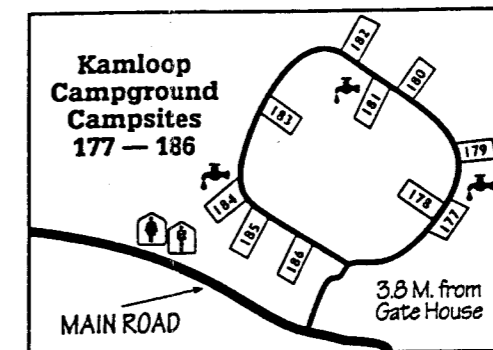 Kamloop
Campground
Campsites
177 — 186
182
180
181
183
179
178
177
184
185
186
3.8 M. from
Gate House
MAIN ROAD